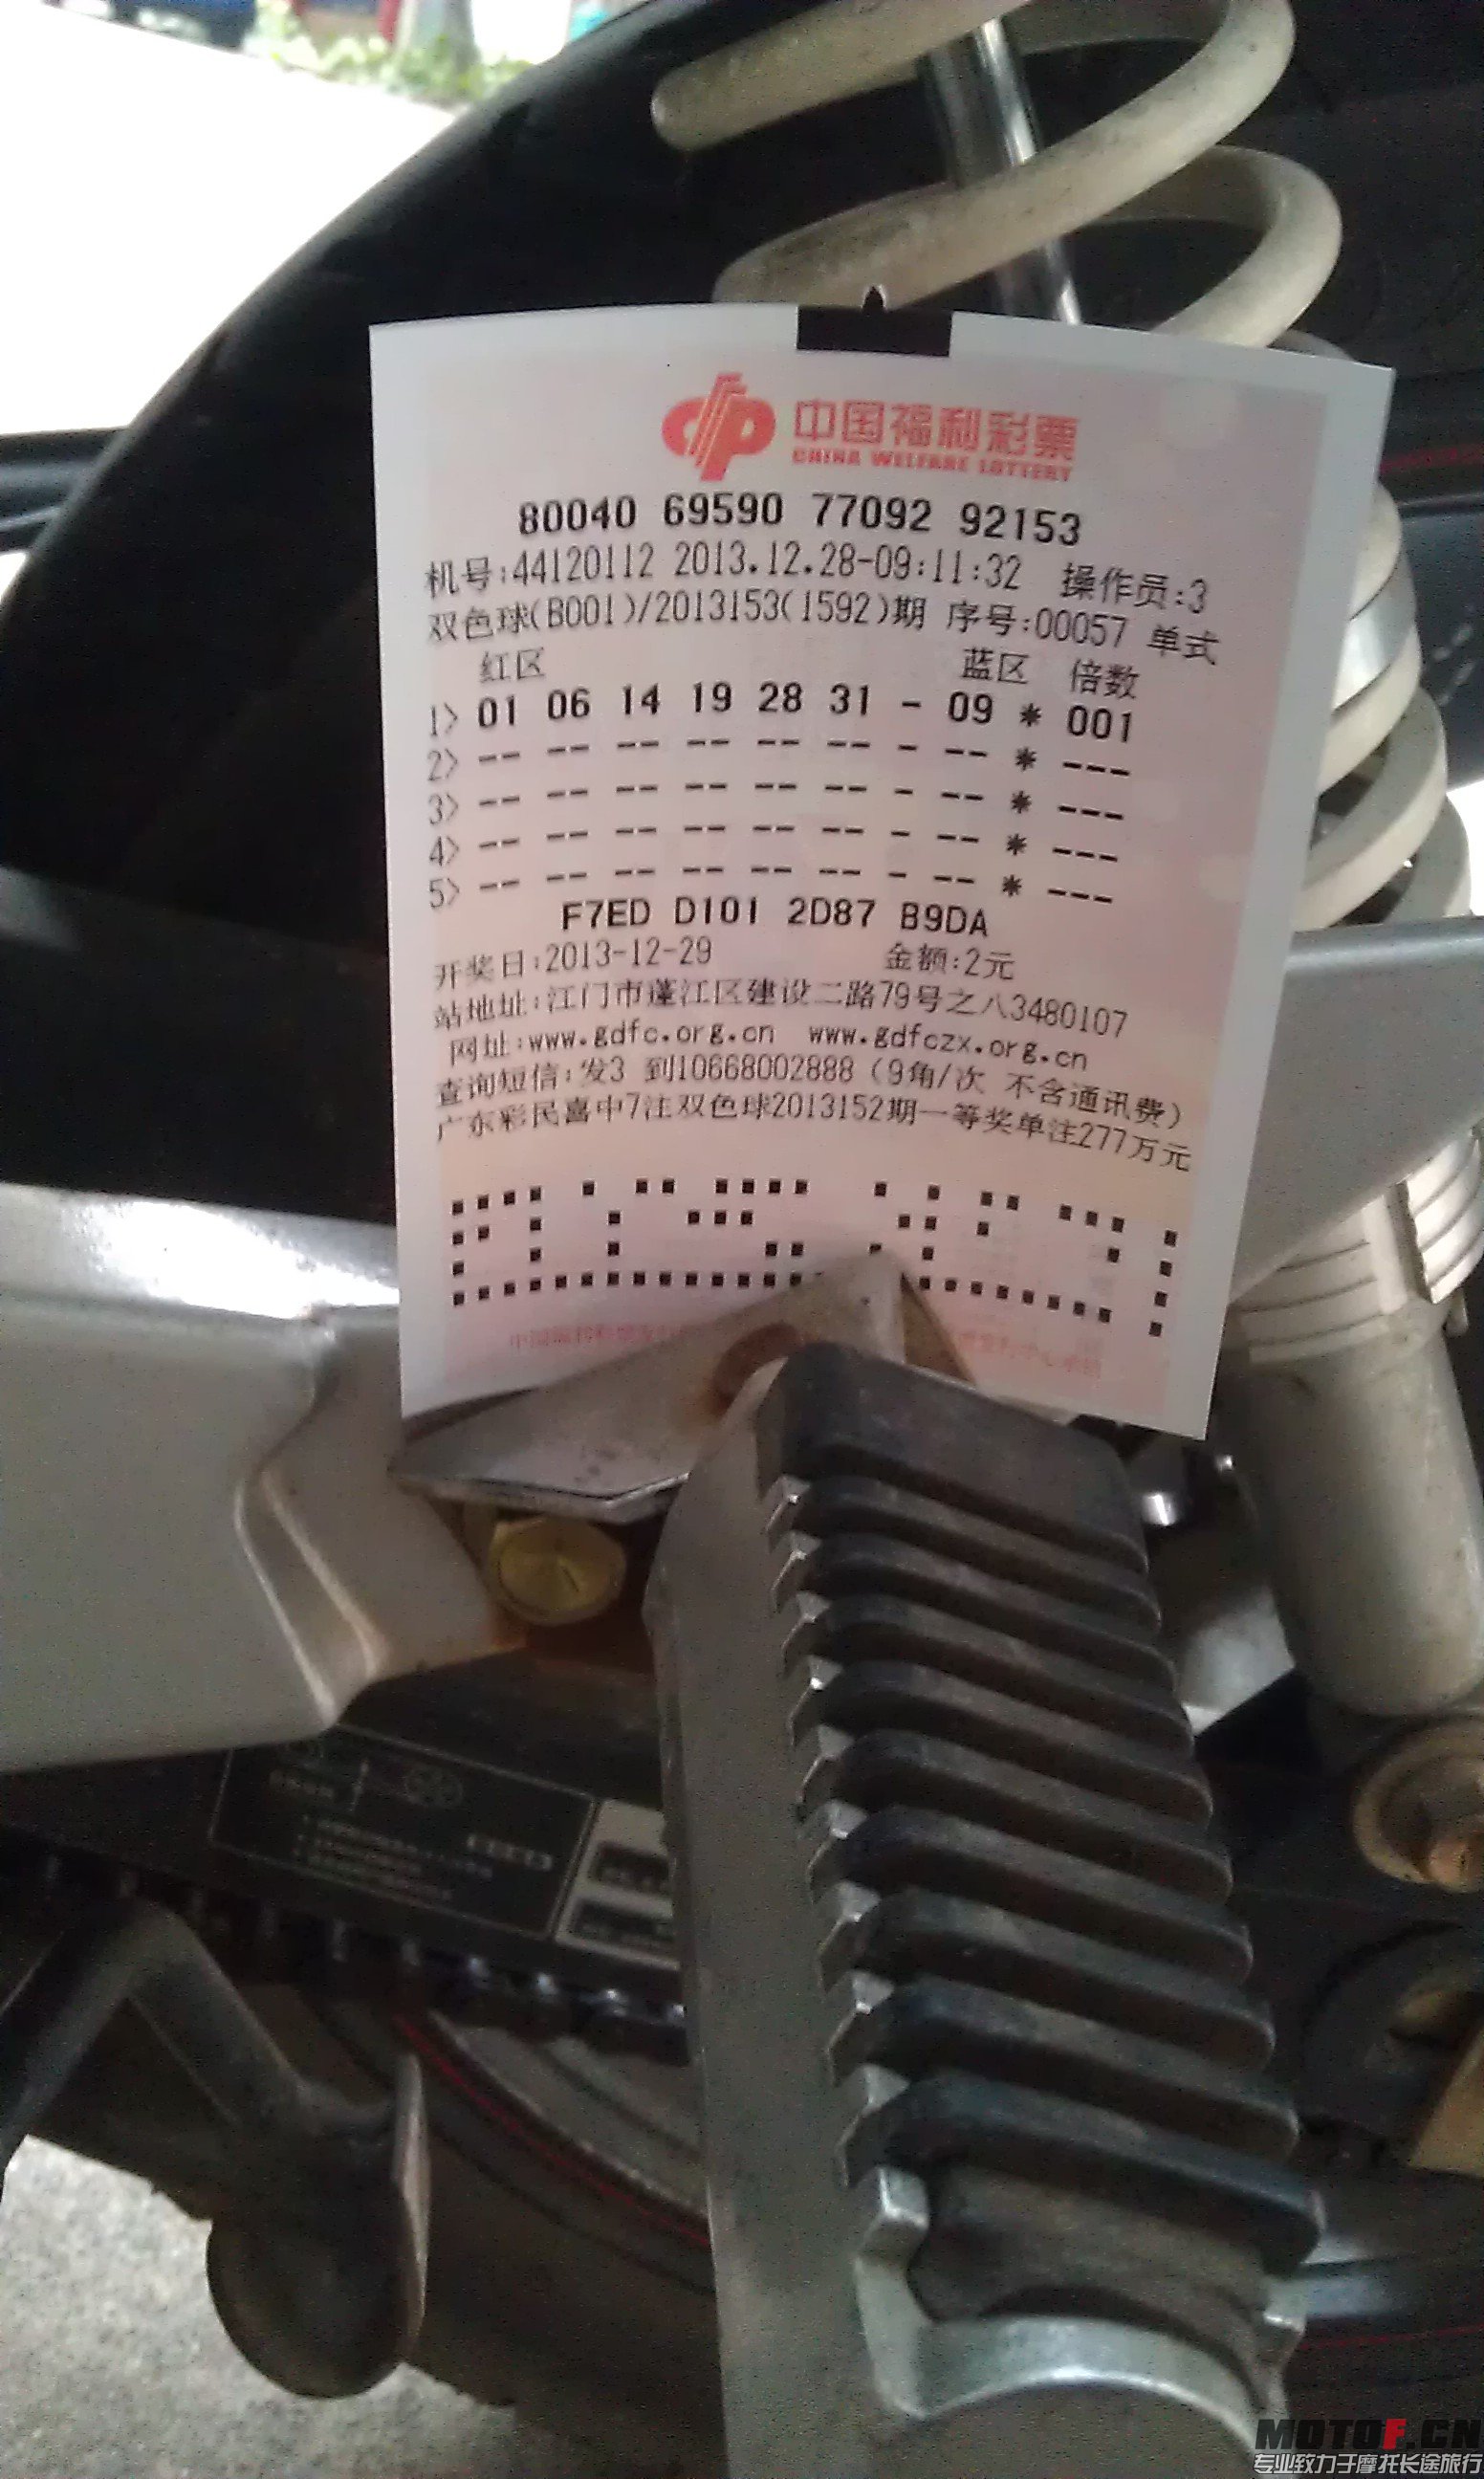 中国福利彩票
CHINA WELFARE LOTTERY
80040 69590 77092 92153
机号:44120112 2013.12.28-09:11:32 操作员:3
双色球(B001)/2013153(1592)期 序号:00057 单式
红区 蓝区 倍数
1> 01 06 14 19 28 31 - 09 * 001
2> -- -- -- -- -- -- - -- * ---
3> -- -- -- -- -- -- - -- * ---
4> -- -- -- -- -- -- - -- * ---
5> -- -- -- -- -- -- - -- * ---
F7ED D101 2D87 B9DA
开奖日:2013-12-29 金额:2元
站地址:江门市蓬江区建设二路79号之八3480107
网址:www.gdfc.org.cn www.gdfczx.org.cn
查询短信:发3 到10668002888 (9角/次 不含通讯费)
广东彩民喜中7注双色球2013152期一等奖单注277万元
MOTOF.CN
专业致力于摩托长途旅行